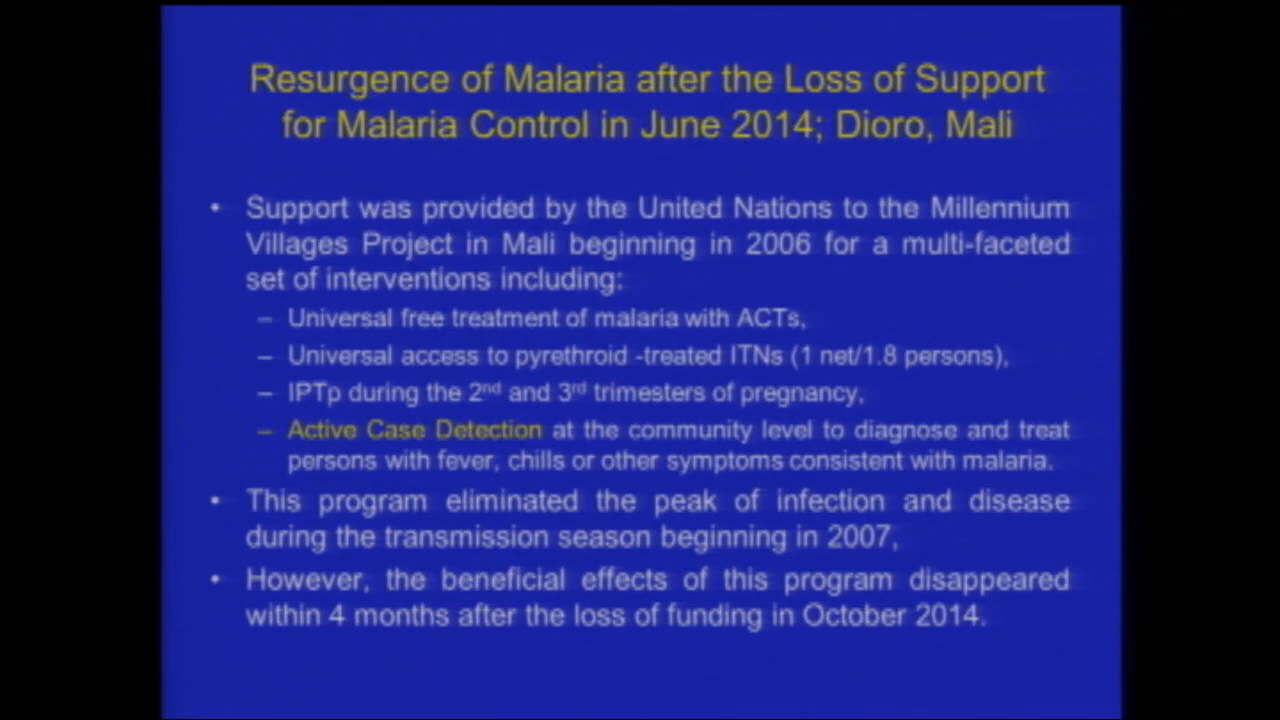 Resurgence of Malaria after the Loss of Support
for Malaria Control in June 2014; Dioro, Mali
• Support was provided by the United Nations to the Millennium
Villages Project in Mali beginning in 2006 for a multi-faceted
set of interventions including:
– Universal free treatment of malaria with ACTs,
– Universal access to pyrethroid -treated ITNs (1 net/1.8 persons),
– IPTp during the 2nd and 3rd trimesters of pregnancy,
– Active Case Detection at the community level to diagnose and treat
persons with fever, chills or other symptoms consistent with malaria.
• This program eliminated the peak of infection and disease
during the transmission season beginning in 2007,
• However, the beneficial effects of this program disappeared
within 4 months after the loss of funding in October 2014.